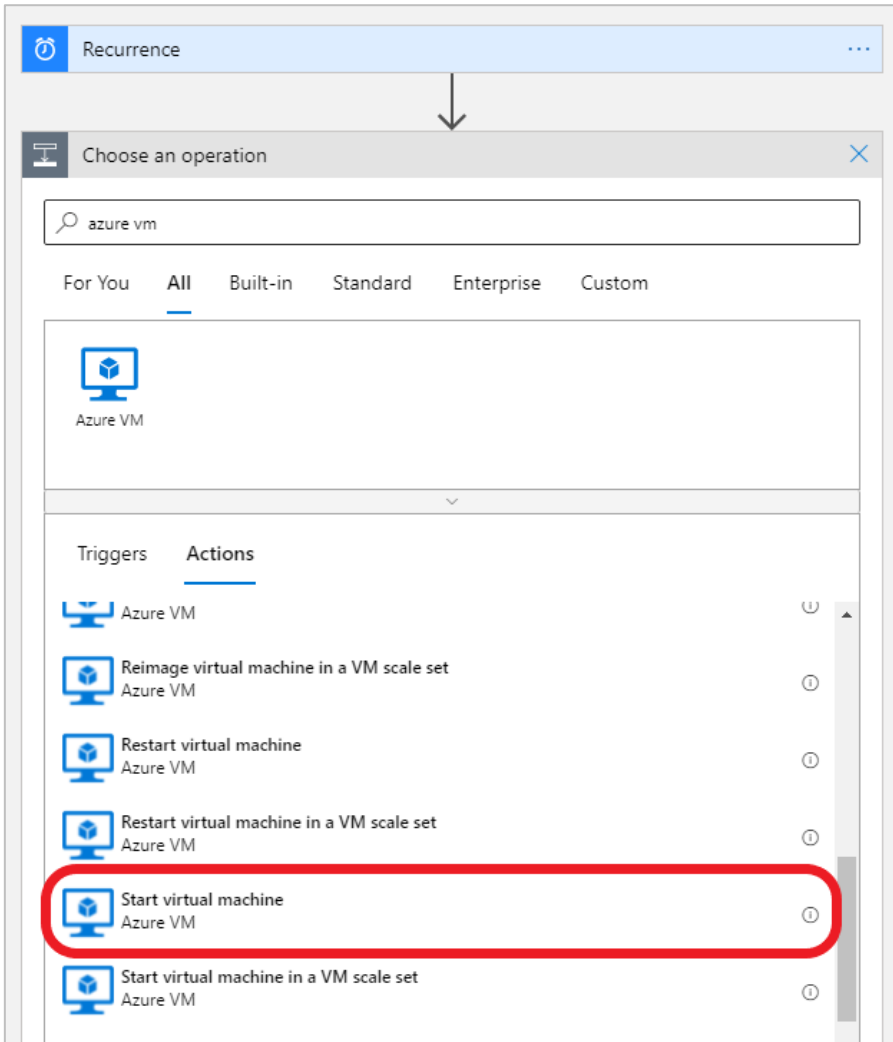 Recurrence
Choose an operation
azure vm
For You All Built-in Standard Enterprise Custom
Azure VM
Triggers Actions
Azure VM
Reimage virtual machine in a VM scale set
Azure VM
Restart virtual machine
Azure VM
Restart virtual machine in a VM scale set
Azure VM
Start virtual machine
Azure VM
Start virtual machine in a VM scale set
Azure VM